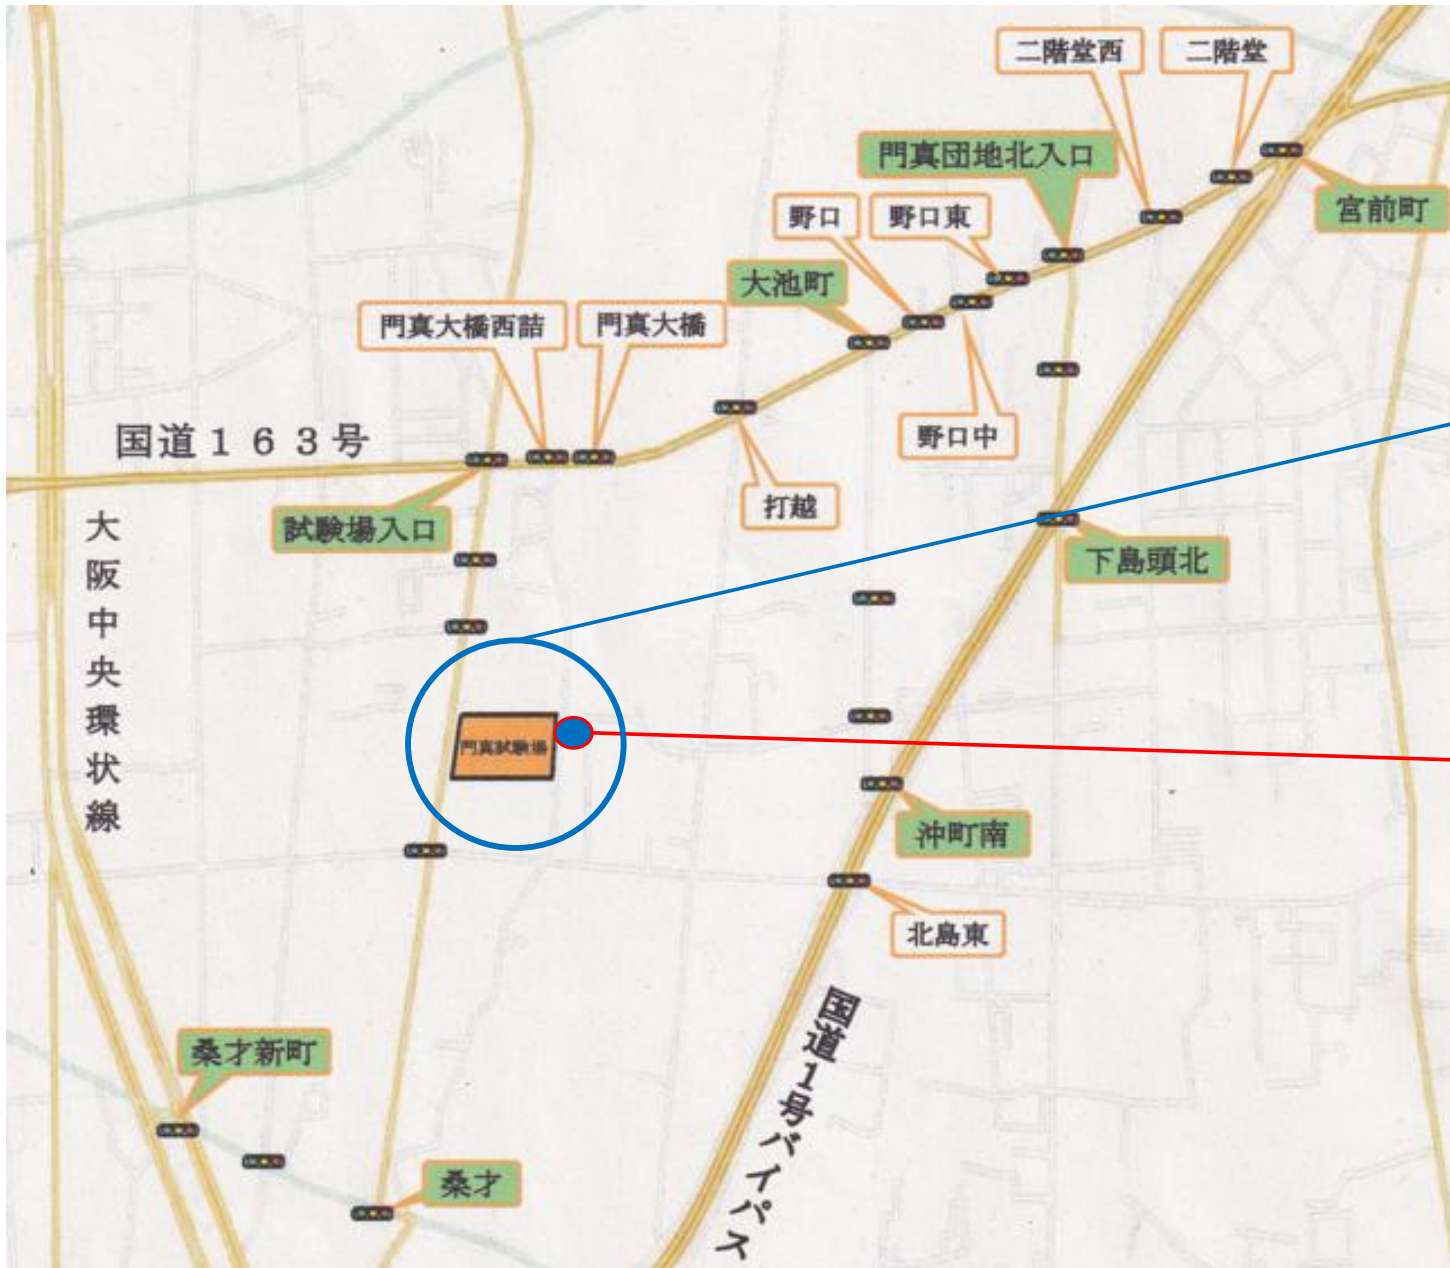 二階堂西
二階堂
門真団地北入口
宮前町
野口
野口東
大池町
門真大橋西詰
門真大橋
野口中
国道１６３号
打越
試験場入口
下島頭北
大阪中央環状線
門真試験場
沖町南
北島東
国道１号バイパス
桑才新町
桑才